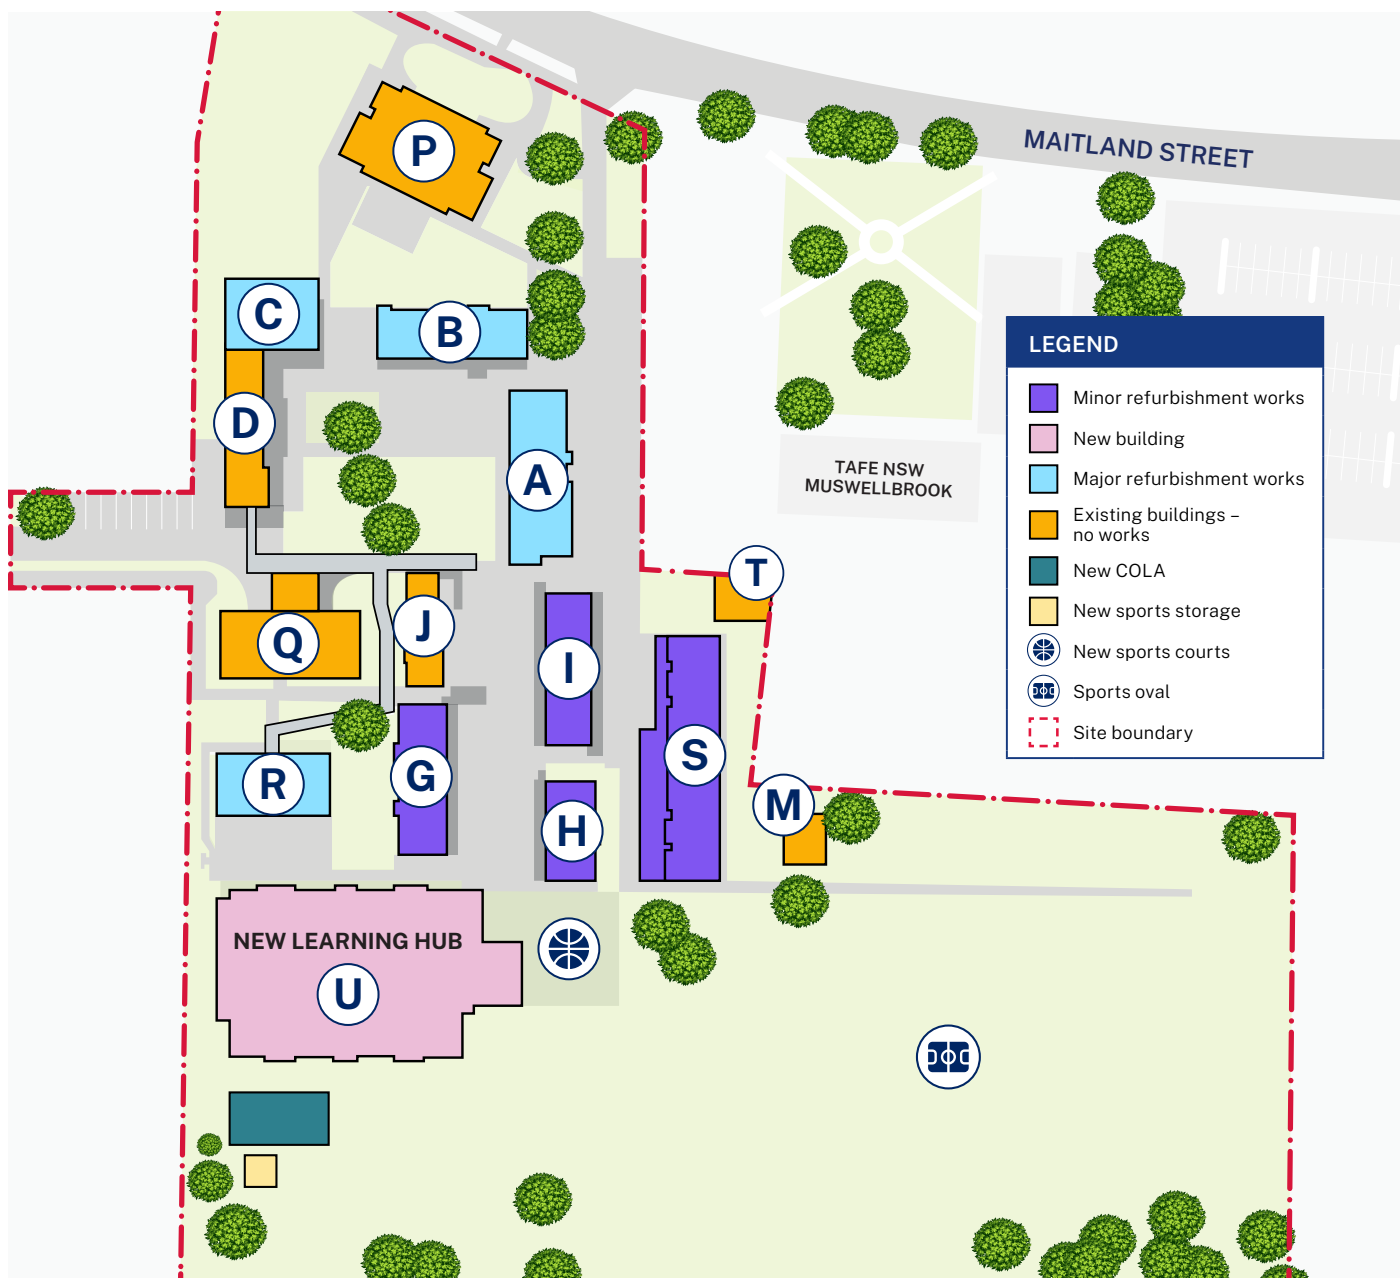 MAITLAND STREET
P
C
B
LEGEND
Minor refurbishment works
New building
Major refurbishment works
Existing buildings –
no works
New COLA
New sports storage
New sports courts
Sports oval
Site boundary
D
A
TAFE NSW
MUSWELLBROOK
T
J
Q
I
S
G
R
M
H
NEW LEARNING HUB
U